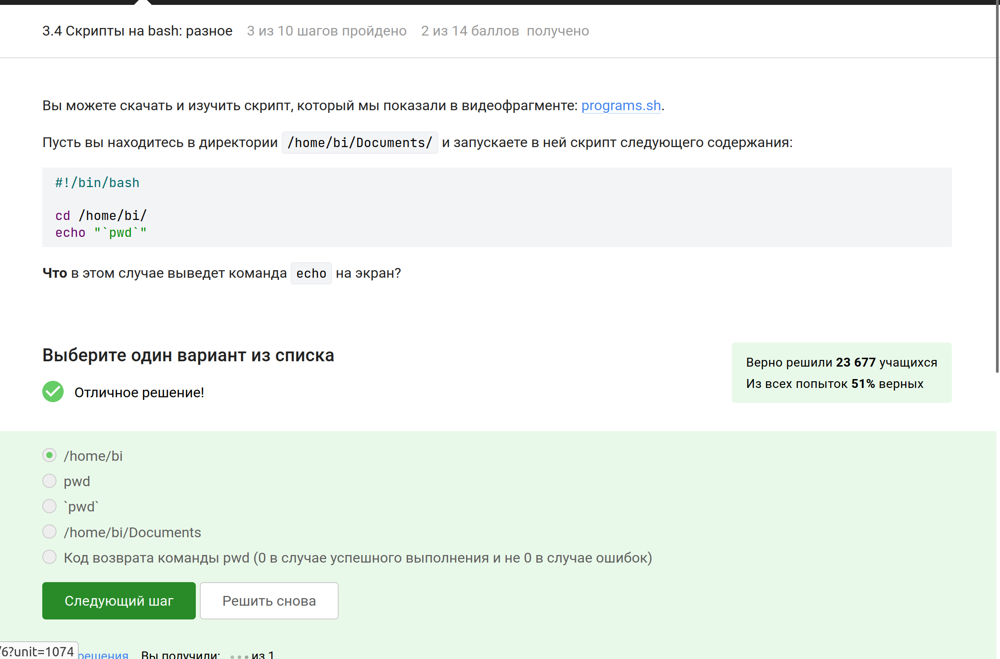 3.4 Скрипты на bash: разное 3 из 10 шагов пройдено 2 из 14 баллов получено
Вы можете скачать и изучить скрипт, который мы показали в видеофрагменте: programs.sh.
Пусть вы находитесь в директории /home/bi/Documents/ и запускаете в ней скрипт следующего содержания:
#!/bin/bash
cd /home/bi/
echo "`pwd`"
Что в этом случае выведет команда echo на экран?
Выберите один вариант из списка
Отличное решение!
Верно решили 23 677 учащихся
Из всех попыток 51% верных
/home/bi
pwd
`pwd`
/home/bi/Documents
Код возврата команды pwd (0 в случае успешного выполнения и не 0 в случае ошибок)
Следующий шаг Решить снова
/6?unit=1074 решения Вы получили: из 1